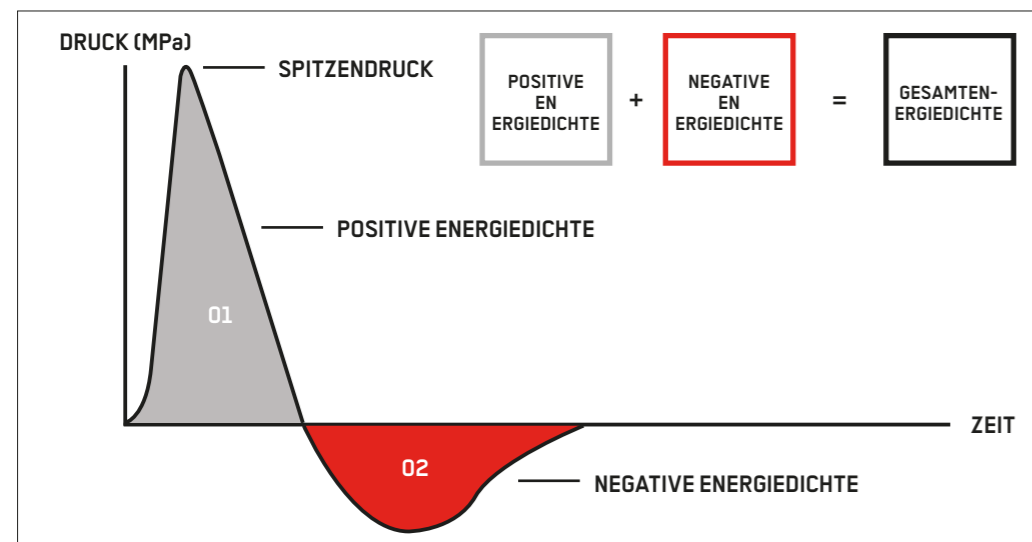 DRUCK (MPa)
SPITZENDRUCK
POSITIVE
EN
ERGIEDICHTE
+
NEGATIVE
EN
ERGIEDICHTE
=
GESAMTEN-
ERGIEDICHTE
POSITIVE ENERGIEDICHTE
01
ZEIT
02
NEGATIVE ENERGIEDICHTE